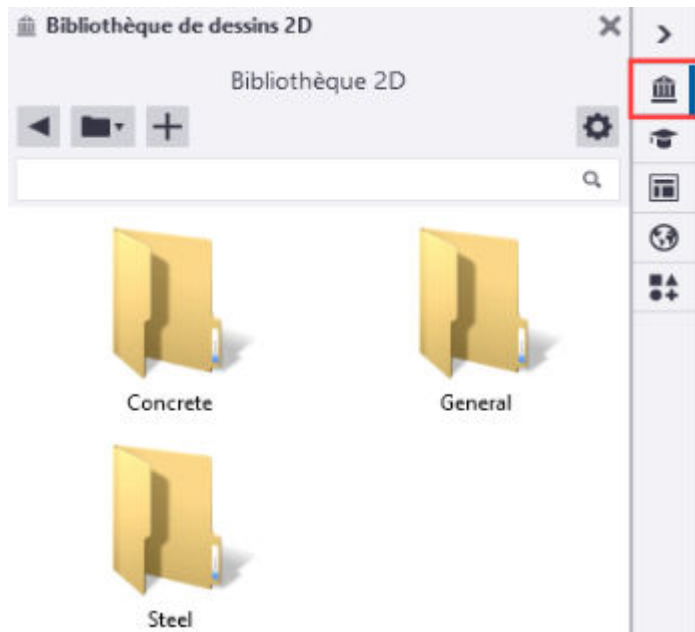 Bibliothèque de dessins 2D
Bibliothèque 2D
Concrete
General
Steel